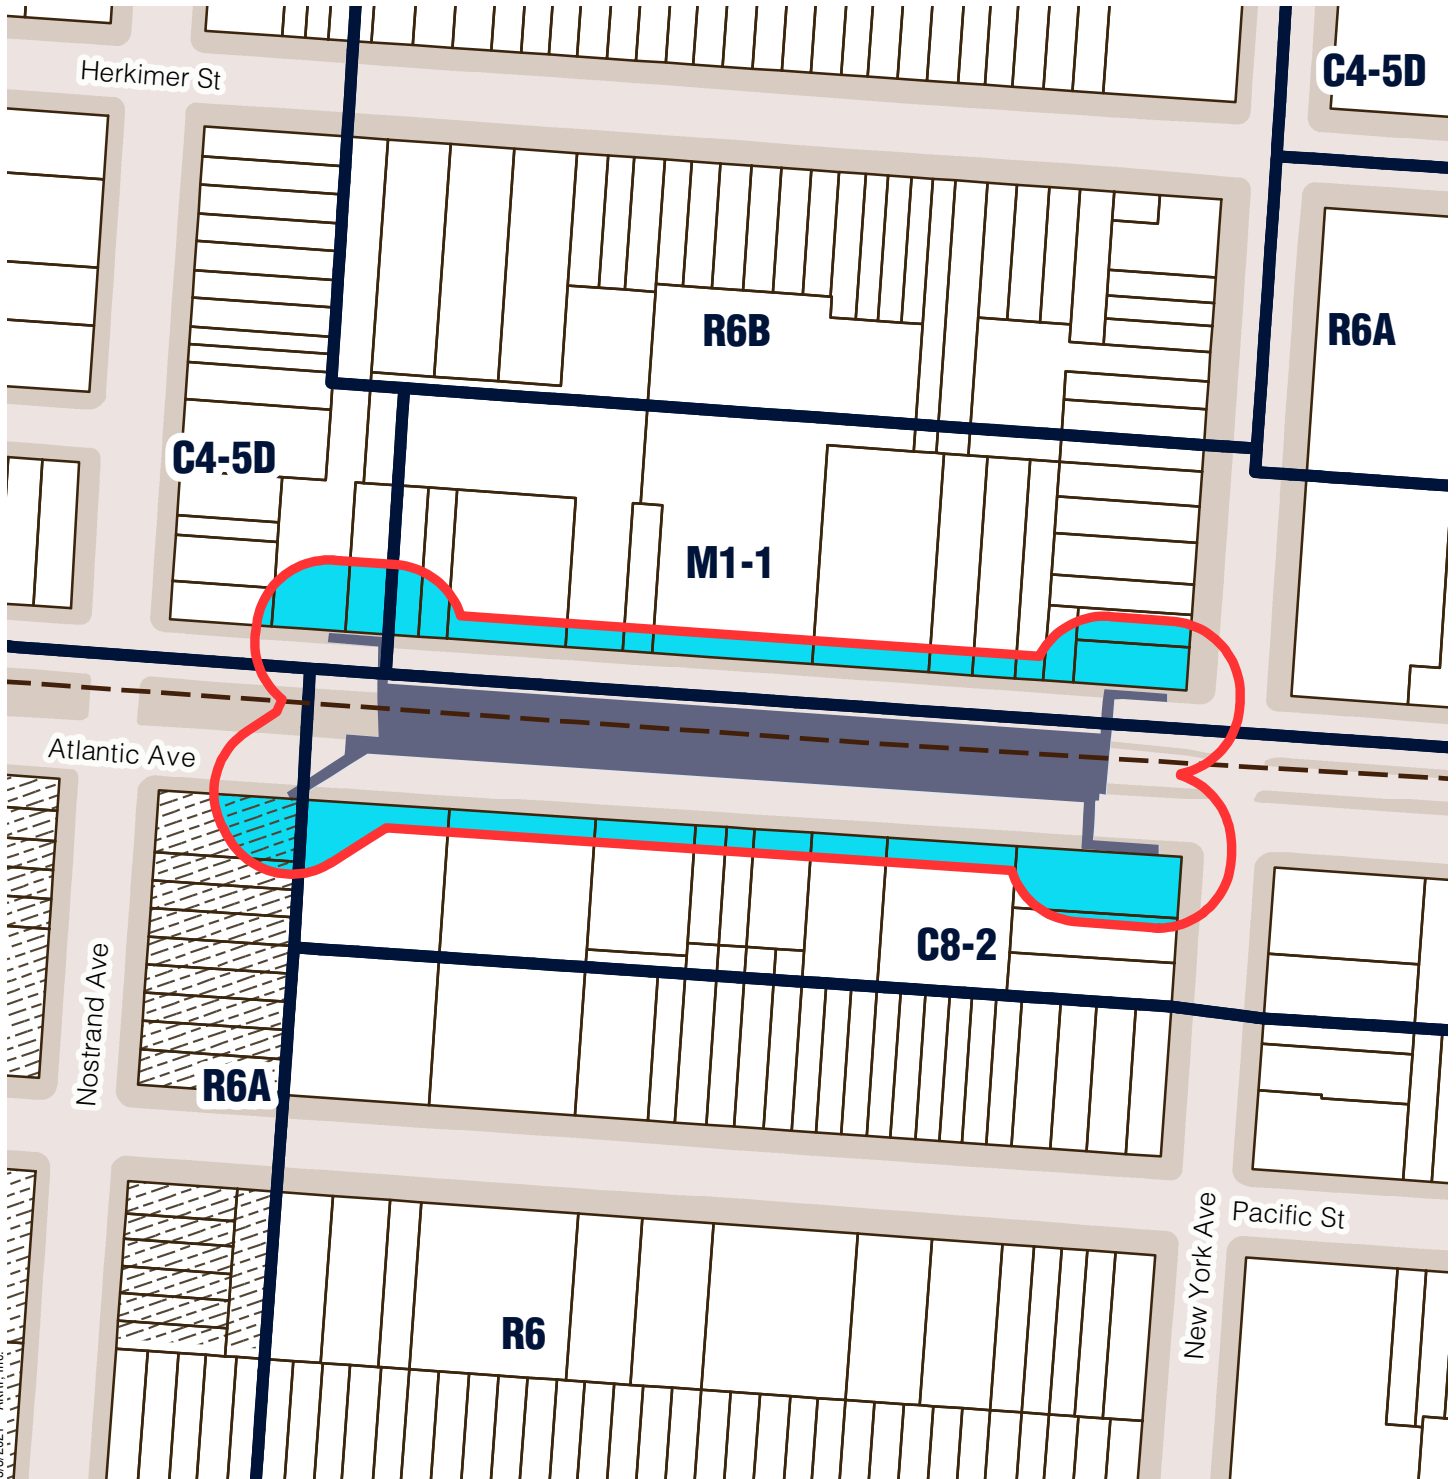 Herkimer St
C4-5D
R6B
R6A
C4-5D
M1-1
Atlantic Ave
C8-2
Nostrand Ave
R6A
New York Ave
Pacific St
R6